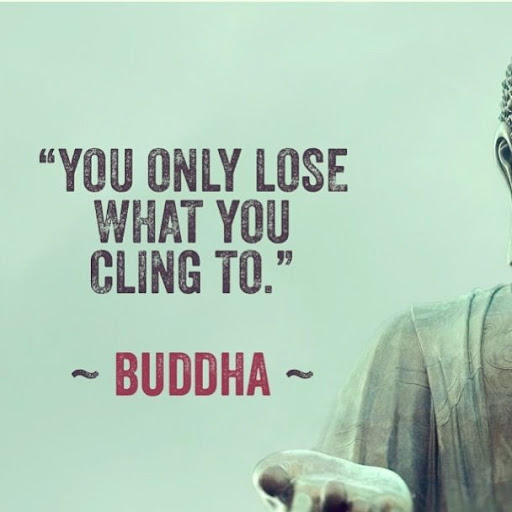 “YOU ONLY LOSE
WHAT YOU
CLING TO.”
~ BUDDHA ~